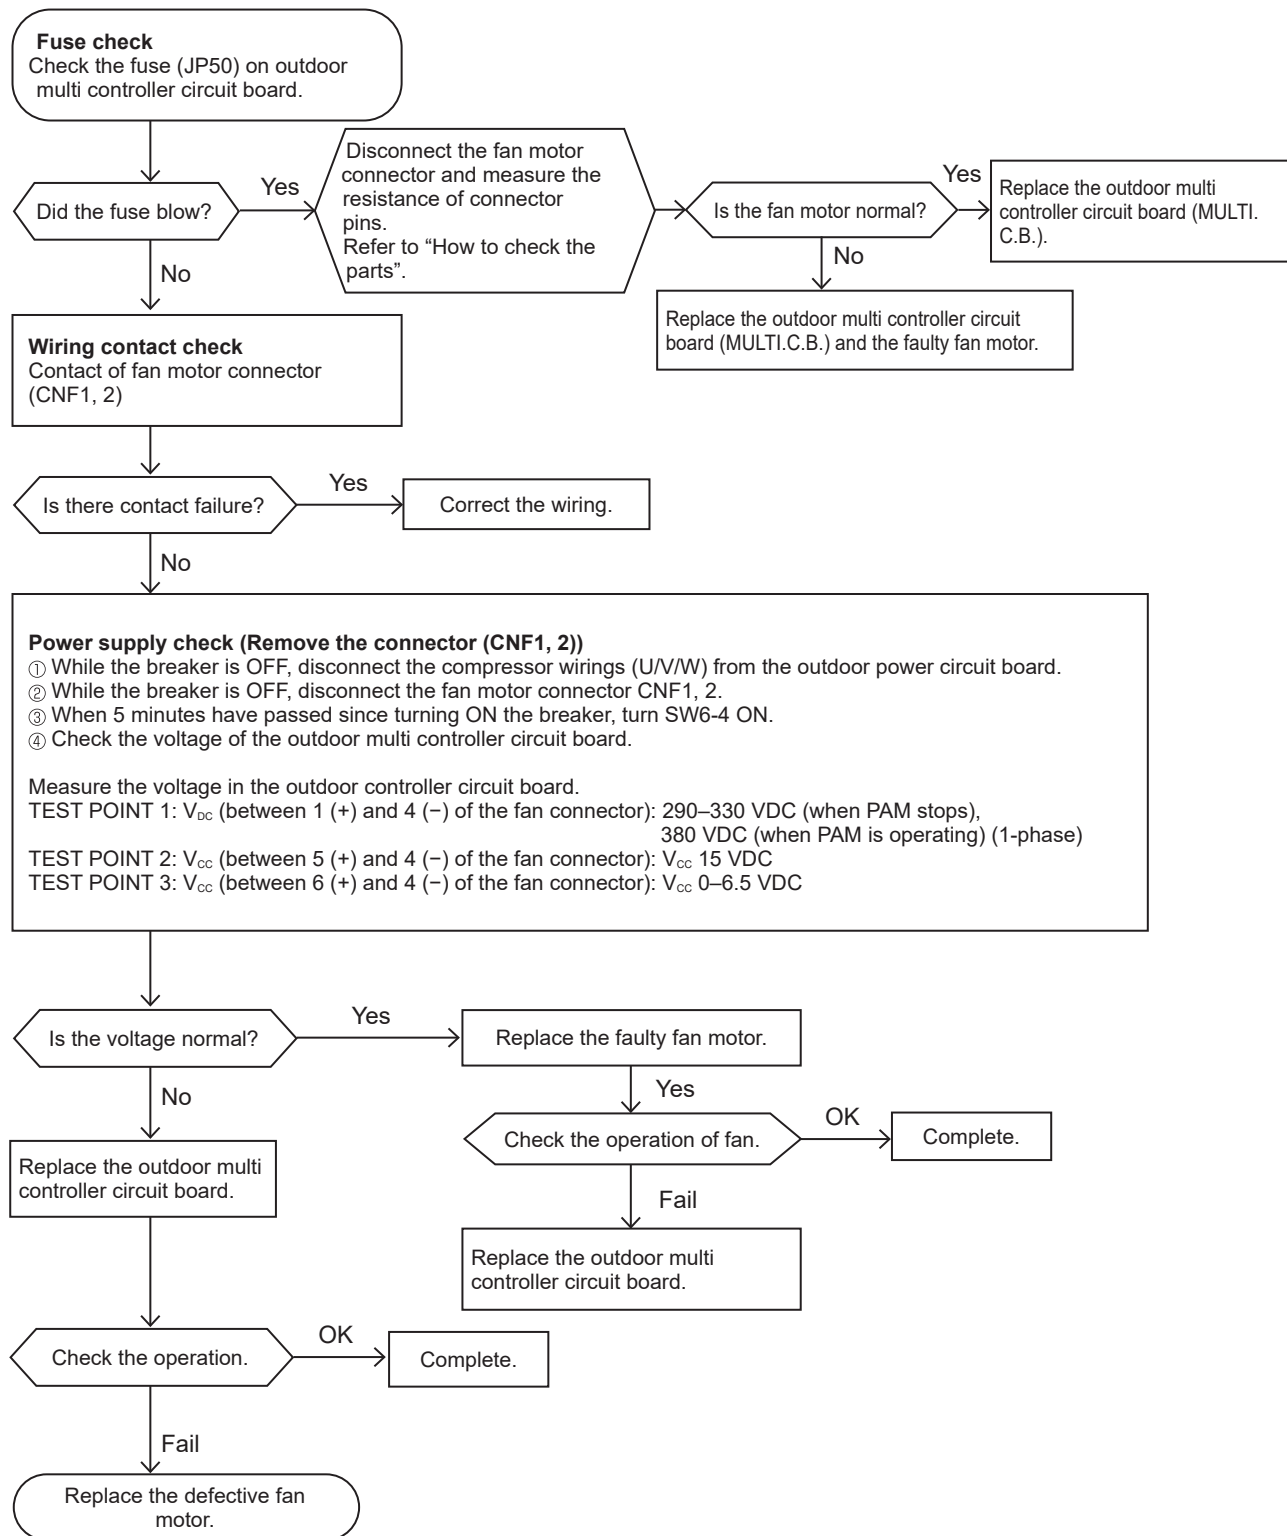 Fuse check
Check the fuse (JP50) on outdoor
multi controller circuit board.
Did the fuse blow?
Yes
Disconnect the fan motor
connector and measure the
resistance of connector
pins.
Refer to “How to check the
parts”.
Is the fan motor normal?
Yes
Replace the outdoor multi
controller circuit board (MULTI.
C.B.).
No
Replace the outdoor multi controller circuit
board (MULTI.C.B.) and the faulty fan motor.
No
Wiring contact check
Contact of fan motor connector
(CNF1, 2)
Is there contact failure?
Yes
Correct the wiring.
No
Power supply check (Remove the connector (CNF1, 2))
① While the breaker is OFF, disconnect the compressor wirings (U/V/W) from the outdoor power circuit board.
② While the breaker is OFF, disconnect the fan motor connector CNF1, 2.
③ When 5 minutes have passed since turning ON the breaker, turn SW6-4 ON.
④ Check the voltage of the outdoor multi controller circuit board.
Measure the voltage in the outdoor controller circuit board.
TEST POINT 1: VDC (between 1 (+) and 4 (−) of the fan connector): 290–330 VDC (when PAM stops),
380 VDC (when PAM is operating) (1-phase)
TEST POINT 2: VCC (between 5 (+) and 4 (−) of the fan connector): VCC 15 VDC
TEST POINT 3: VCC (between 6 (+) and 4 (−) of the fan connector): VCC 0–6.5 VDC
Is the voltage normal?
Yes
Replace the faulty fan motor.
Yes
Check the operation of fan.
OK
Complete.
Fail
Replace the outdoor multi
controller circuit board.
No
Replace the outdoor multi
controller circuit board.
Check the operation.
OK
Complete.
Fail
Replace the defective fan
motor.